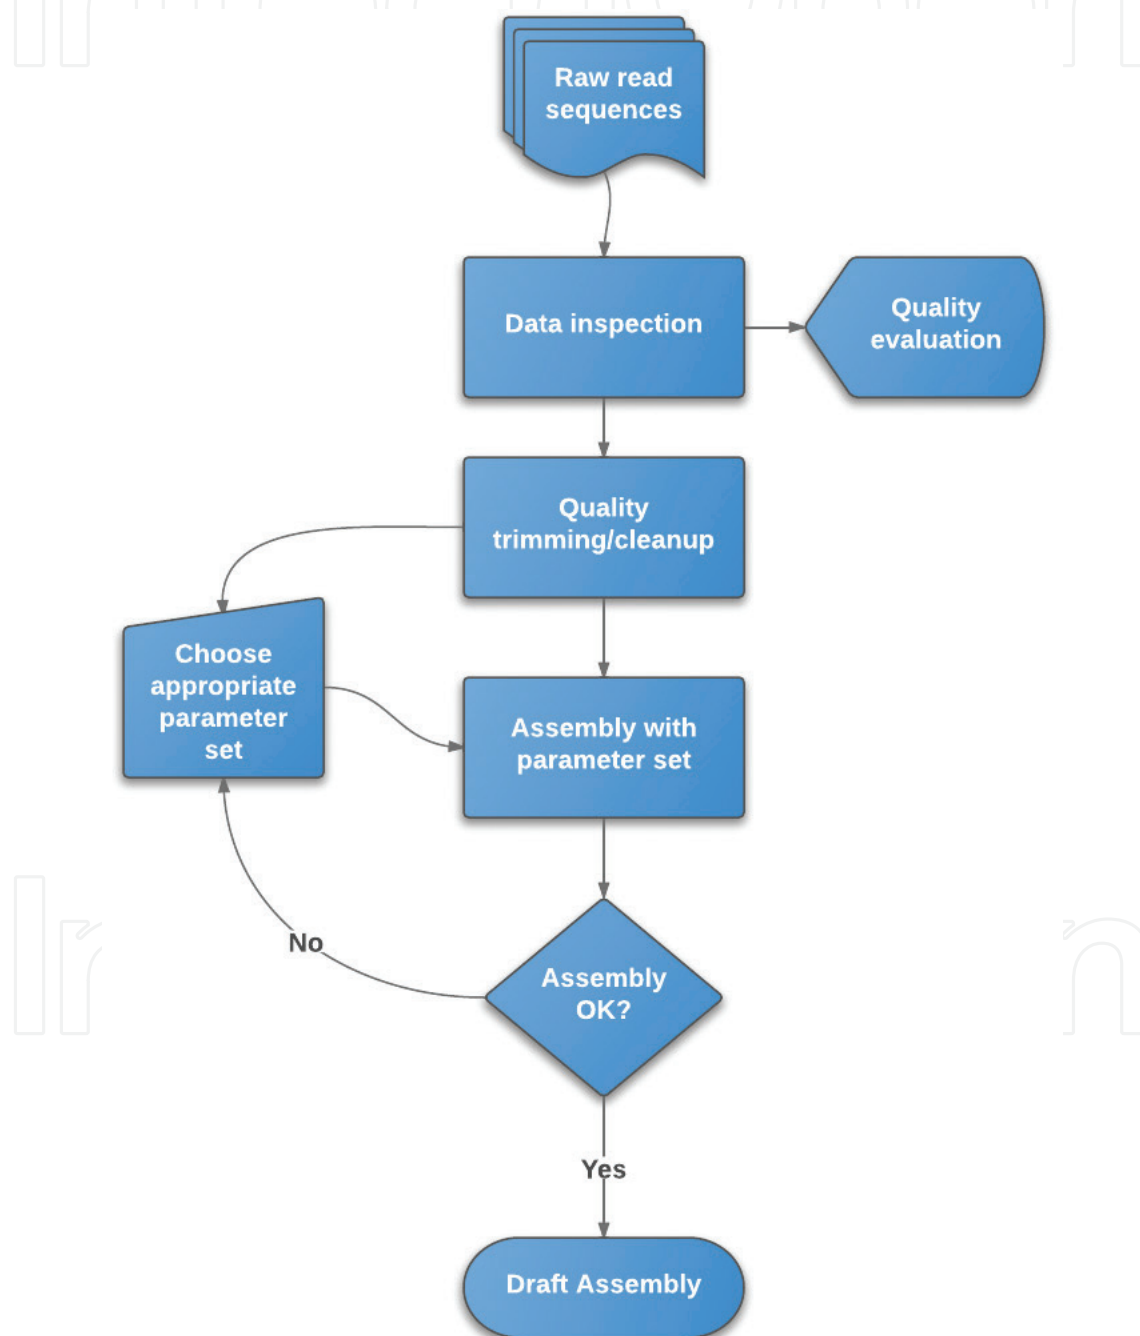 Raw read
sequences
Data inspection
Quality
evaluation
Quality
trimming/cleanup
Choose
appropriate
parameter
set
Assembly with
parameter set
No
Assembly
OK?
Yes
Draft Assembly